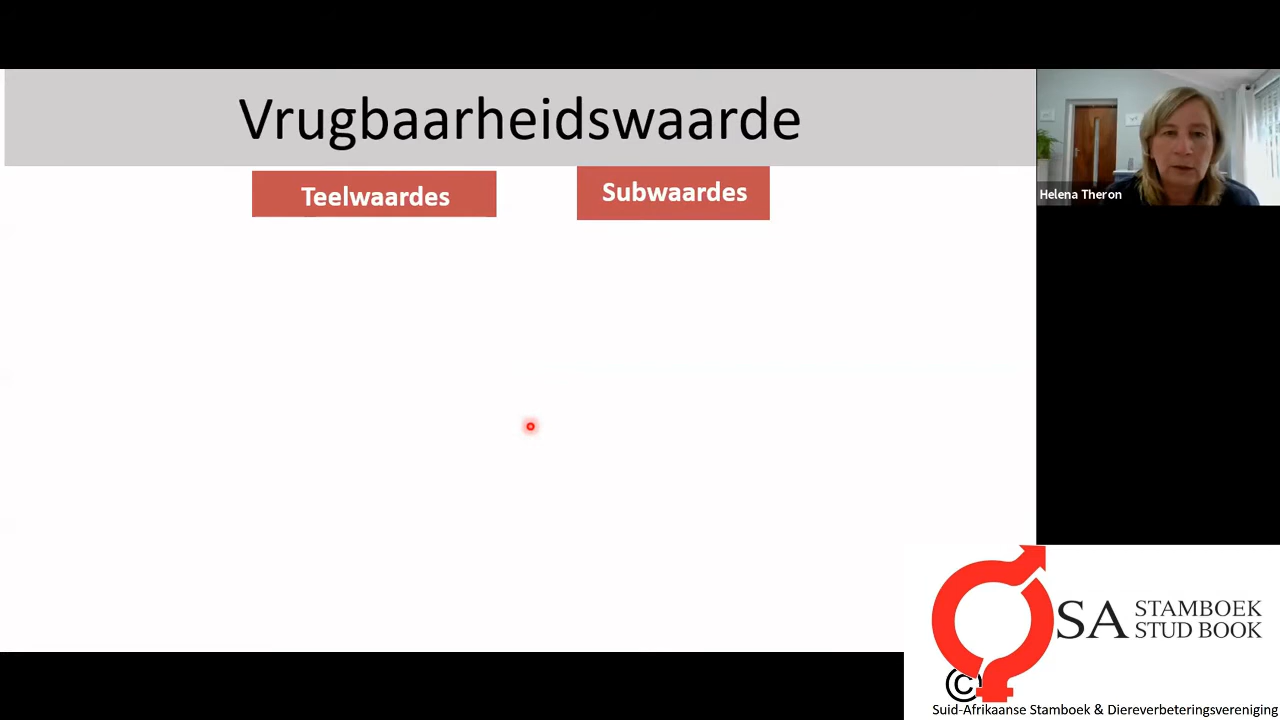 Vrugbaarheidswaarde
Teelwaardes
Subwaardes
Helena Theron
SA STAMBOEK
STUD BOOK
©
Suid-Afrikaanse Stamboek & Diereverbeteringsvereniging